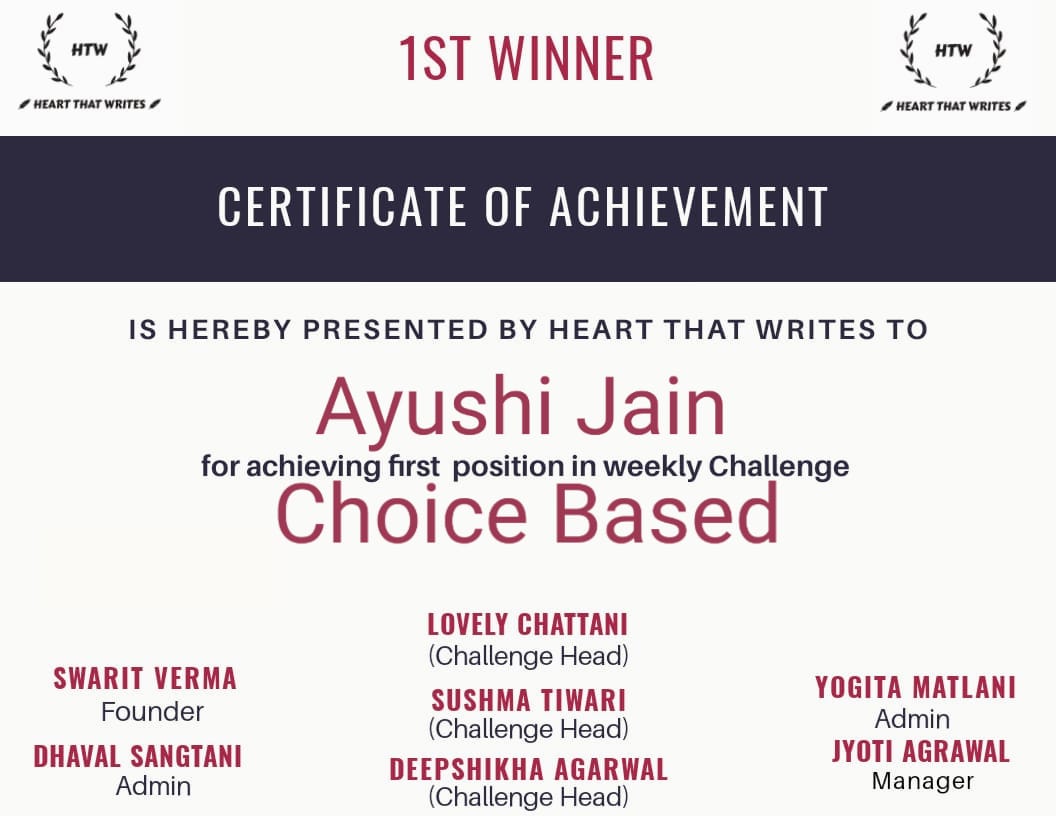 HTW
HEART THAT WRITES
1ST WINNER
HTW
HEART THAT WRITES
CERTIFICATE OF ACHIEVEMENT
IS HEREBY PRESENTED BY HEART THAT WRITES TO
Ayushi Jain
for achieving first position in weekly Challenge
Choice Based
LOVELY CHATTANI
(Challenge Head)
SWARIT VERMA
Founder
SUSHMA TIWARI
(Challenge Head)
YOGITA MATLANI
Admin
DHAVAL SANGTANI
Admin
DEEPSHIKHA AGARWAL
(Challenge Head)
JYOTI AGRAWAL
Manager